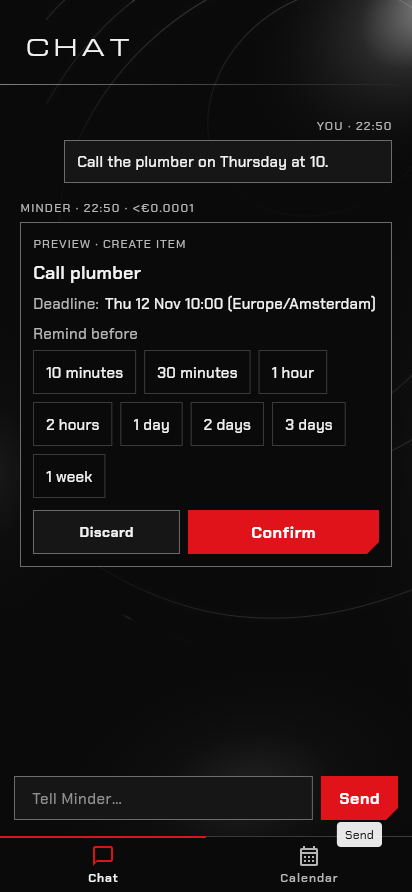 CHAT
YOU · 22:50
Call the plumber on Thursday at 10.
MINDER · 22:50 · <€0.0001
PREVIEW · CREATE ITEM
Call plumber
Deadline: Thu 12 Nov 10:00 (Europe/Amsterdam)
Remind before
10 minutes 30 minutes 1 hour
2 hours 1 day 2 days 3 days
1 week
Discard Confirm
Tell Minder… Send
Send
Chat Calendar